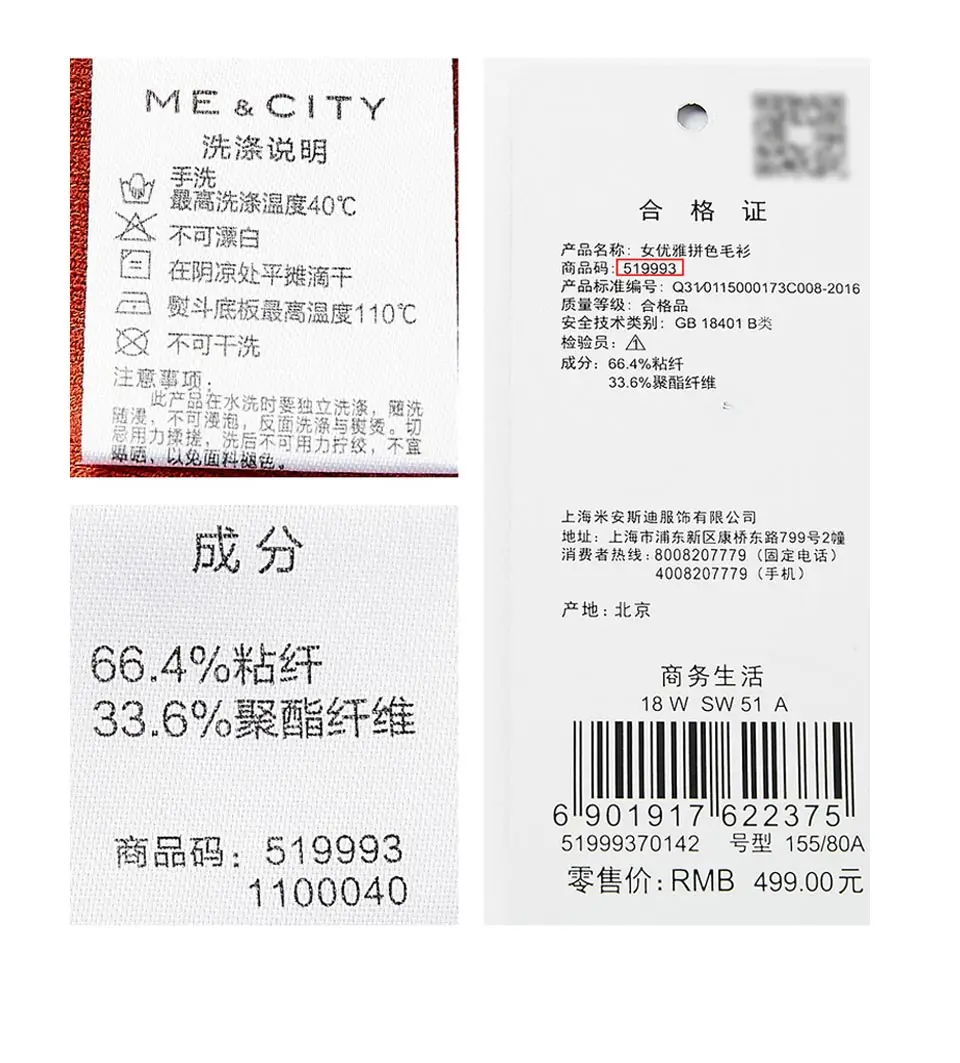 ME & CITY
洗涤说明
手洗
最高洗涤温度40℃
不可漂白
在阴凉处平摊滴干
熨斗底板最高温度110℃
不可干洗
注意事项:
此产品在水洗时要独立洗涤，随洗
随漫，不可漫泡，反面洗涤与熨烫。切
忌用力揉搓，洗后不可用力拧绞，不宜
曝晒、以免面料褪色。
成分
66.4%粘纤
33.6%聚酯纤维
商品码：519993
1100040
合格证
产品名称：女优雅拼色毛衫
商品码：519993
产品标准编号：Q31/0115000173C008-2016
质量等级：合格品
安全技术类别：GB 18401 B类
检验员：1
成分：66.4%粘纤
33.6%聚酯纤维
上海米安斯迪服饰有限公司
地址：上海市浦东新区康桥东路799号2幢
消费者热线：8008207779（固定电话）
4008207779（手机）
产地：北京
商务生活
18 W SW 51 A
6 901917 622375
51999370142 号型 155/80A
零售价：RMB 499.00元